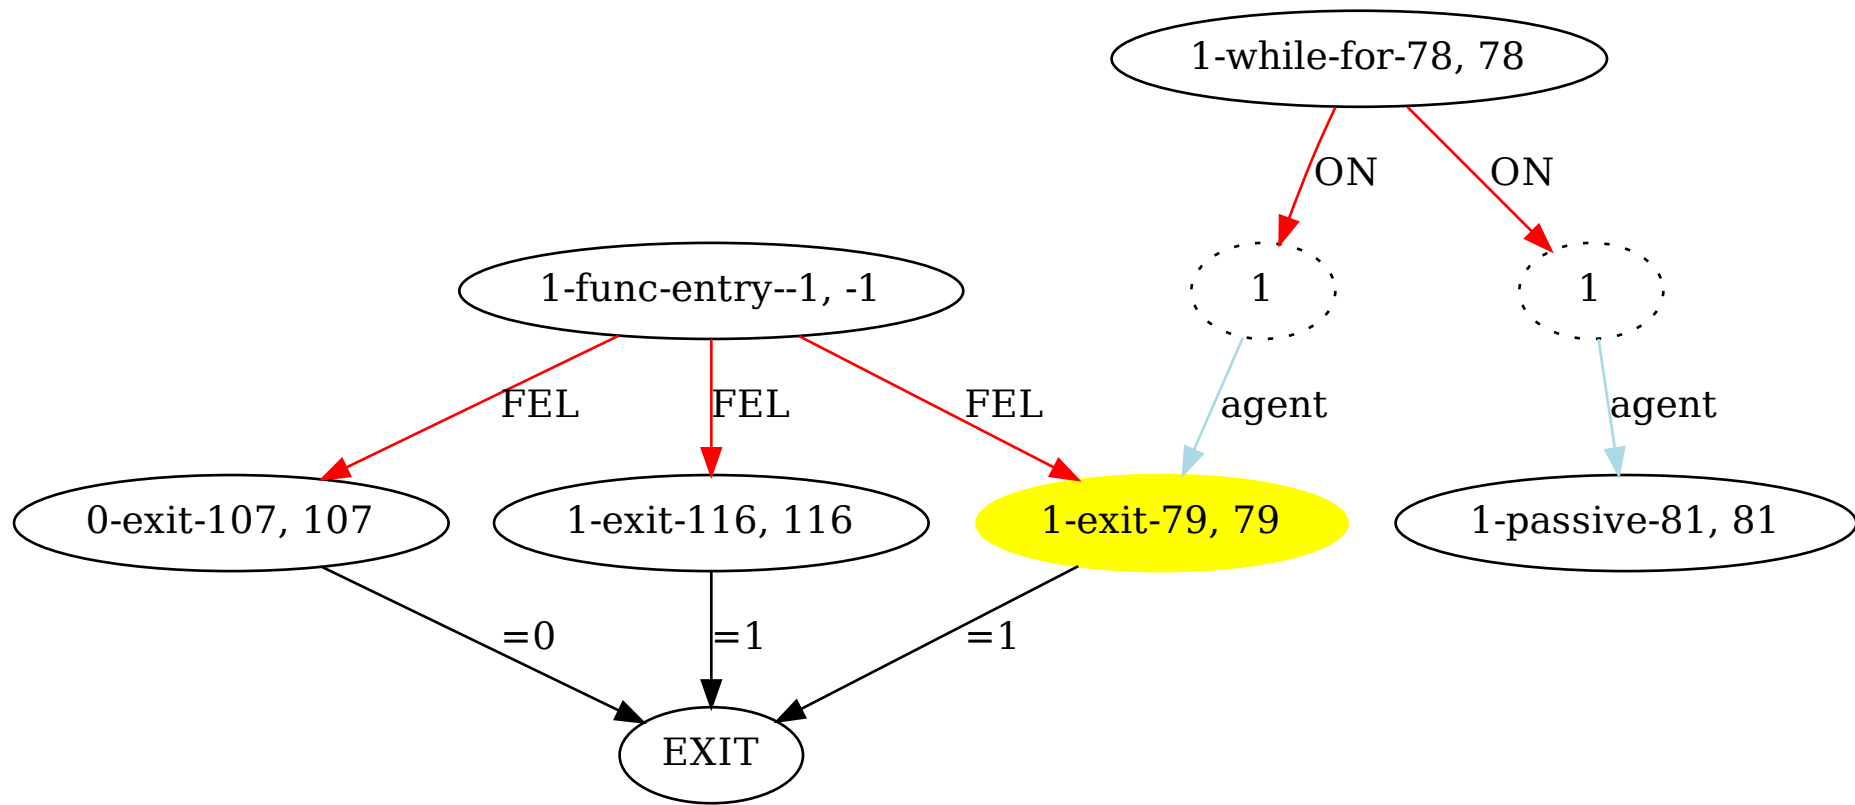 1-while-for-78, 78
ON
ON
1-func-entry--1, -1
1
1
FEL
FEL
FEL
agent
agent
0-exit-107, 107
1-exit-116, 116
1-exit-79, 79
1-passive-81, 81
=0
=1
=1
EXIT